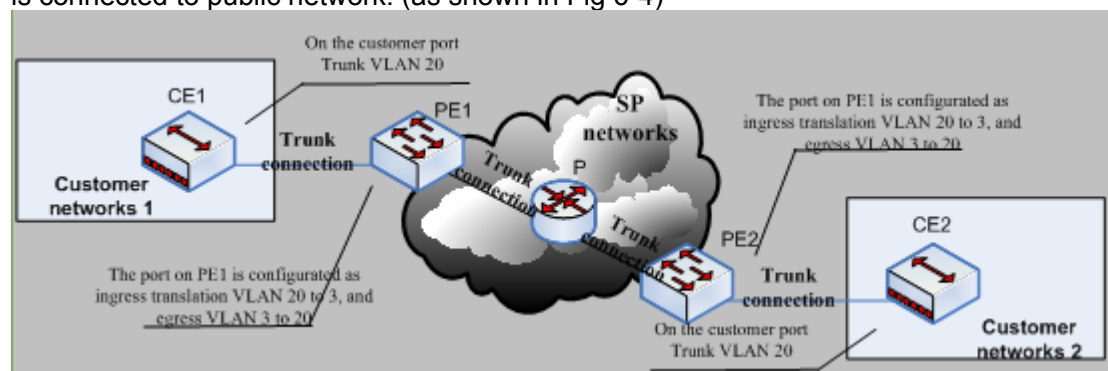 is connected to public network. (as shown in Fig 6-4)
On the customer port
Trunk VLAN 20
CE1
Trunk
connection
Customer
networks 1
PE1
SP
networks
Trunk
connection
P
Trunk
connection
The port on PE1 is configurated as
ingress translation VLAN 20 to 3, and
egress VLAN 3 to 20
The port on PE1 is configurated as
ingress translation VLAN 20 to 3, and
egress VLAN 3 to 20
PE2
Trunk
connection
CE2
On the customer port
Trunk VLAN 20
Customer
networks 2